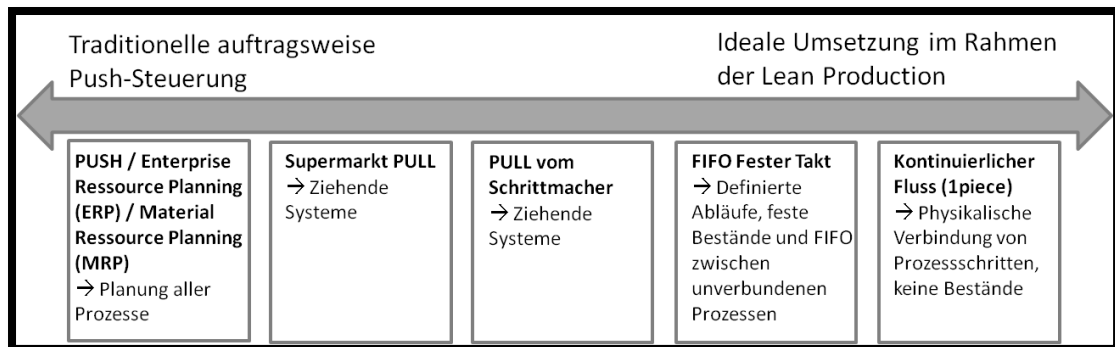 Traditionelle auftragsweise
Push-Steuerung
Ideale Umsetzung im Rahmen
der Lean Production
PUSH / Enterprise
Ressource Planning
(ERP) / Material
Ressource Planning
(MRP)
→ Planung aller
Prozesse
Supermarkt PULL
→ Ziehende
Systeme
PULL vom
Schrittmacher
→ Ziehende
Systeme
FIFO Fester Takt
→ Definierte
Abläufe, feste
Bestände und FIFO
zwischen
unverbundenen
Prozessen
Kontinuierlicher
Fluss (1piece)
→ Physikalische
Verbindung von
Prozessschritten,
keine Bestände